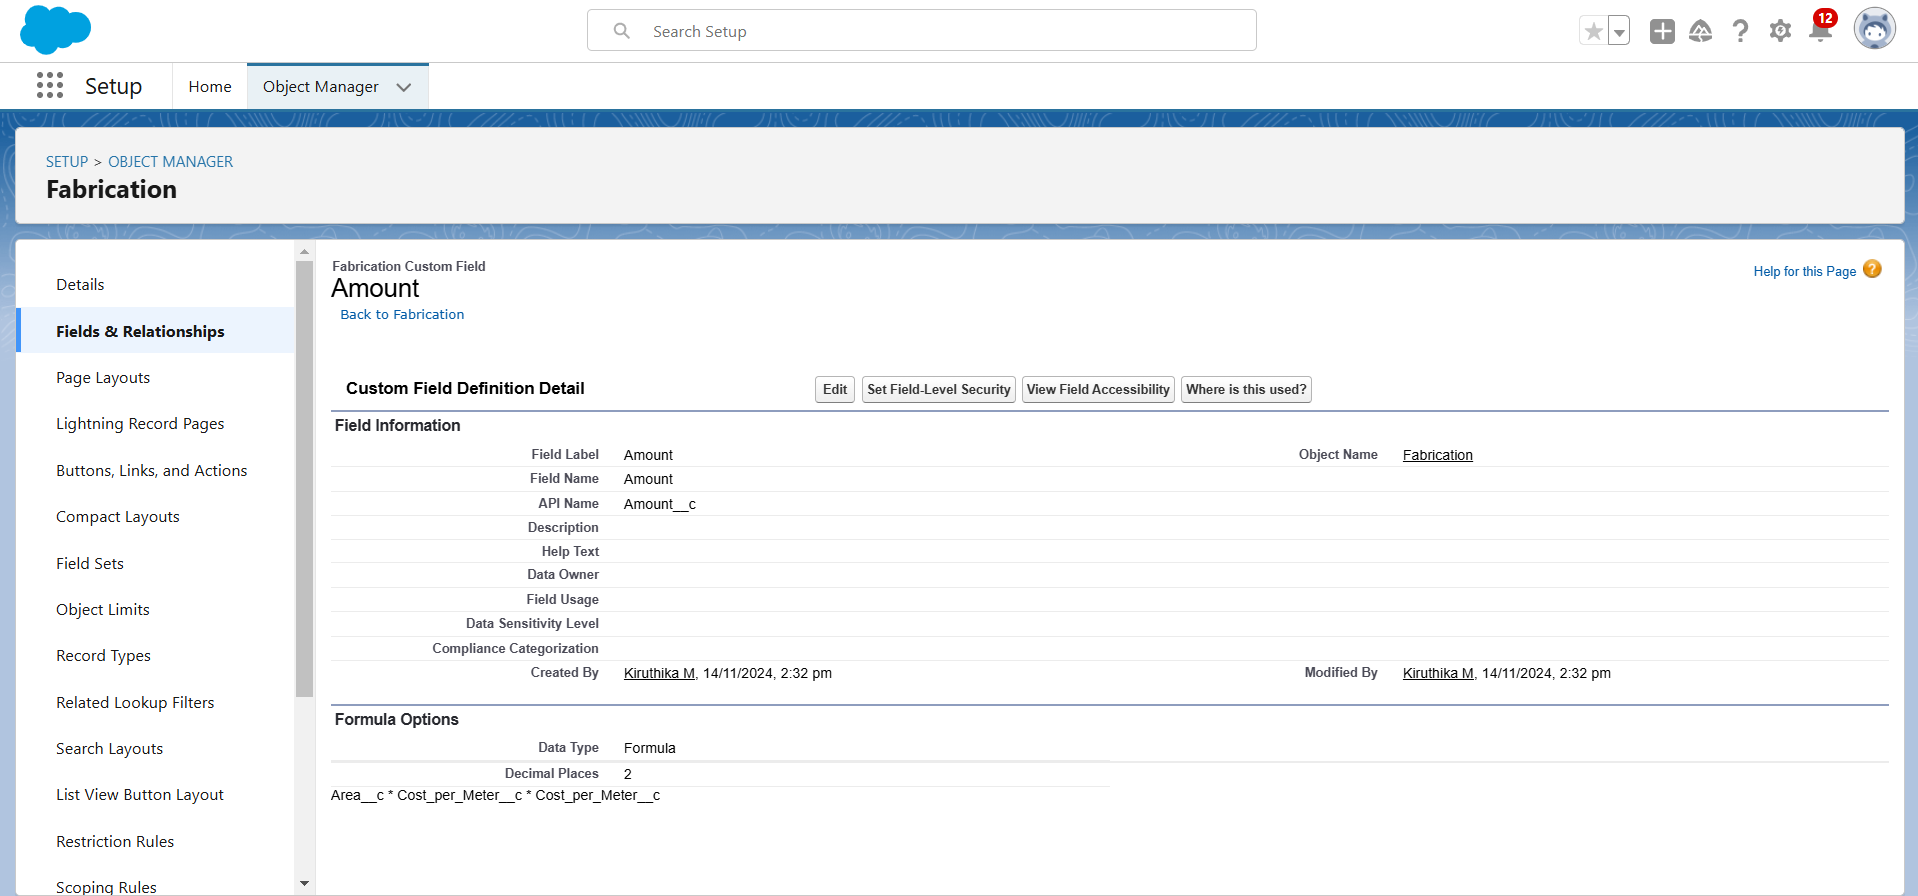 Search Setup
12
Setup
Home
Object Manager
SETUP > OBJECT MANAGER
Fabrication
Details
Fields & Relationships
Page Layouts
Lightning Record Pages
Buttons, Links, and Actions
Compact Layouts
Field Sets
Object Limits
Record Types
Related Lookup Filters
Search Layouts
List View Button Layout
Restriction Rules
Scoping Rules
Fabrication Custom Field
Amount
Back to Fabrication
Help for this Page ?
Custom Field Definition Detail
Edit
Set Field-Level Security
View Field Accessibility
Where is this used?
Field Information
Field Label Amount
Object Name Fabrication
Field Name Amount
API Name Amount__c
Description
Help Text
Data Owner
Field Usage
Data Sensitivity Level
Compliance Categorization
Created By Kiruthika M, 14/11/2024, 2:32 pm
Modified By Kiruthika M, 14/11/2024, 2:32 pm
Formula Options
Data Type Formula
Decimal Places 2
Area__c * Cost_per_Meter__c * Cost_per_Meter__c